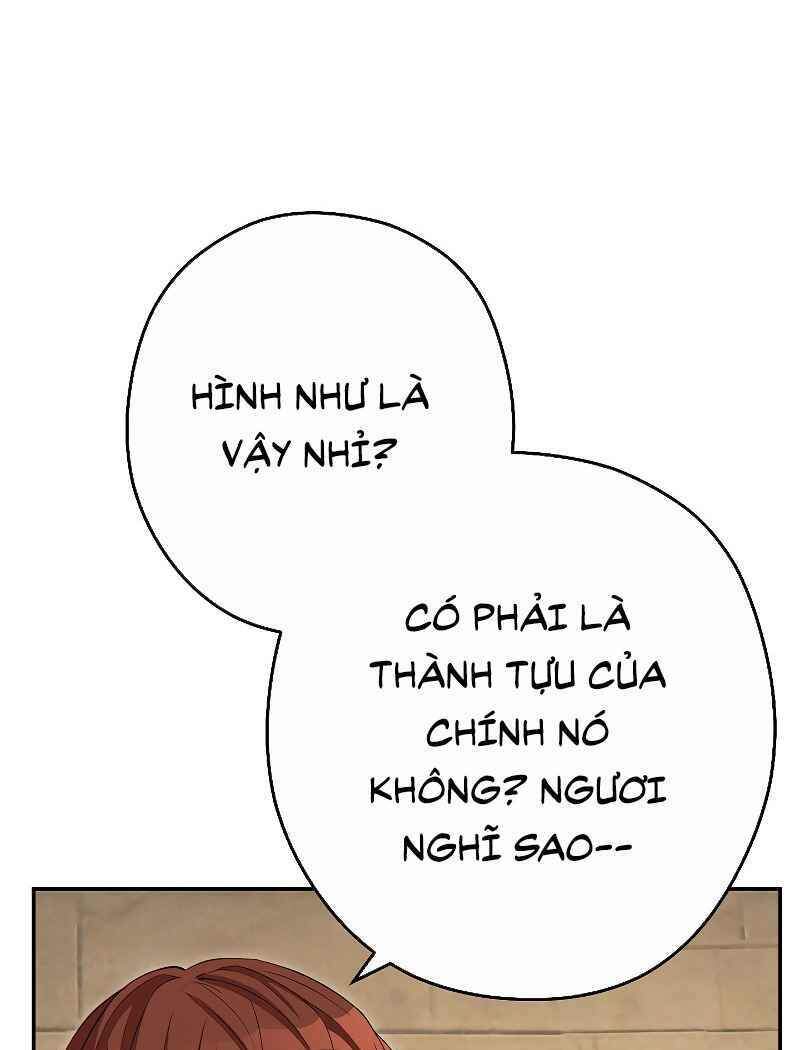 HÌNH NHƯ LÀ
VẬY NHỈ?
CÓ PHẢI LÀ
THÀNH TỰU CỦA
CHÍNH NÓ
KHÔNG? NGƯƠI
NGHĨ SAO--